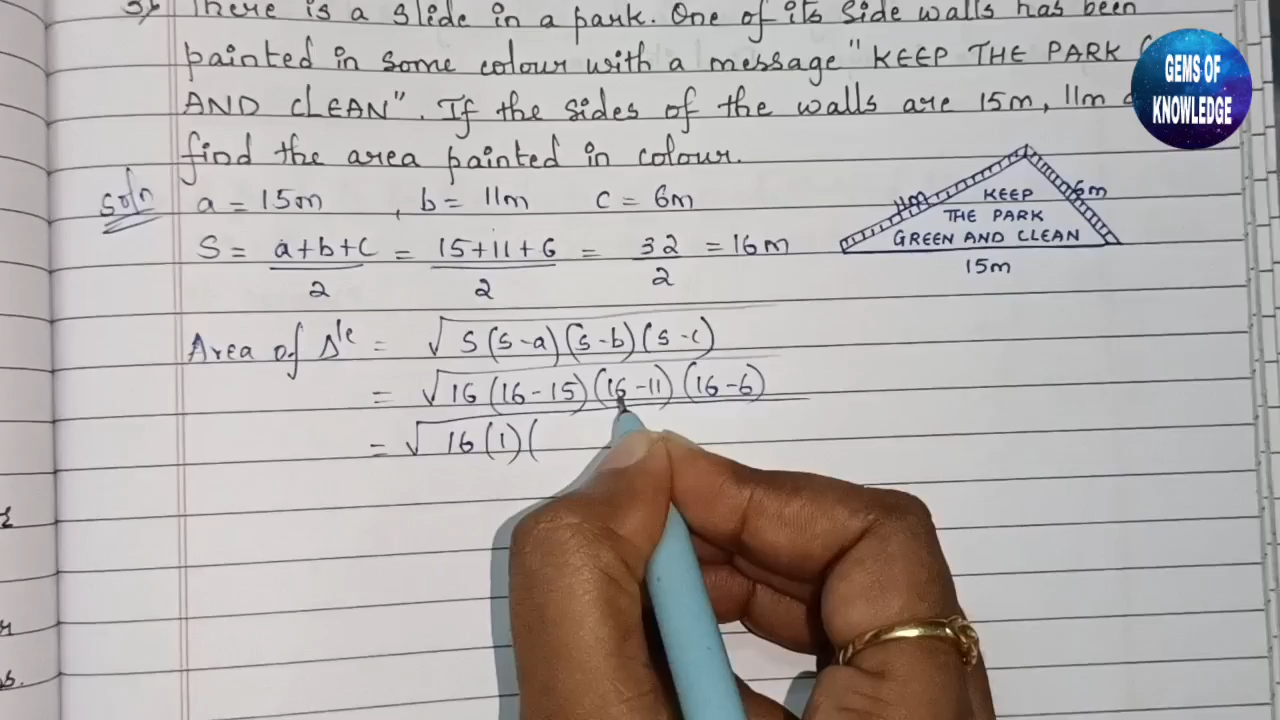 There is a slide in a park. One of its side walls has been
painted in some colour with a message "KEEP THE PARK
AND CLEAN". If the sides of the walls are 15m, 11m
find the area painted in colour.
Soln a = 15m , b = 11m c = 6m
S = a+b+c/2 = 15+11+6/2 = 32/2 = 16m
Area of Δle = √S(s-a)(s-b)(s-c)
= √16(16-15)(16-11)(16-6)
= √16(1)(
11m
6m
KEEP
THE PARK
GREEN AND CLEAN
15m
GEMS OF
KNOWLEDGE